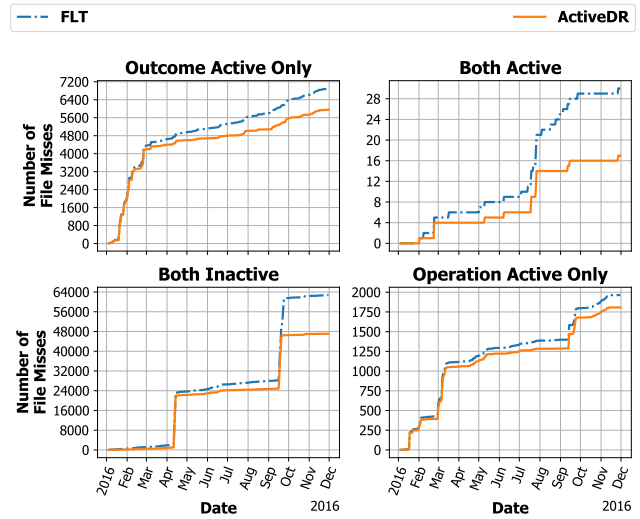 FLT
ActiveDR
Outcome Active Only
Both Active
Number of
File Misses
7200
6400
5600
4800
4000
3200
2400
1600
800
0
28
24
20
16
12
8
4
0
Both Inactive
Operation Active Only
Number of
File Misses
64000
56000
48000
40000
32000
24000
16000
8000
0
2000
1750
1500
1250
1000
750
500
250
0
2016 Feb Mar Apr May Jun Jul Aug Sep Oct Nov Dec
2016 Feb Mar Apr May Jun Jul Aug Sep Oct Nov Dec
Date
2016
Date
2016